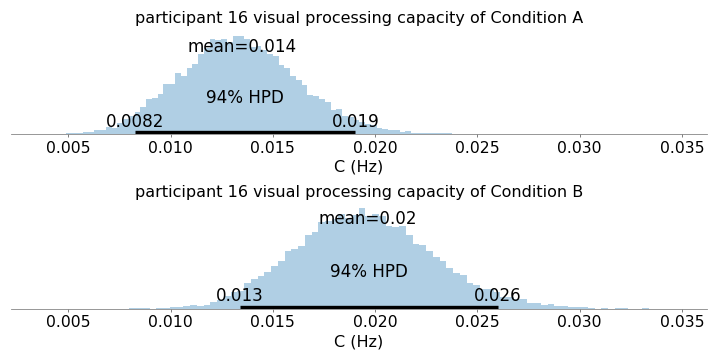 participant 16 visual processing capacity of Condition A
mean=0.014
94% HPD
0.0082 0.019
0.005 0.010 0.015 0.020 0.025 0.030 0.035
C (Hz)
participant 16 visual processing capacity of Condition B
mean=0.02
94% HPD
0.013 0.026
0.005 0.010 0.015 0.020 0.025 0.030 0.035
C (Hz)